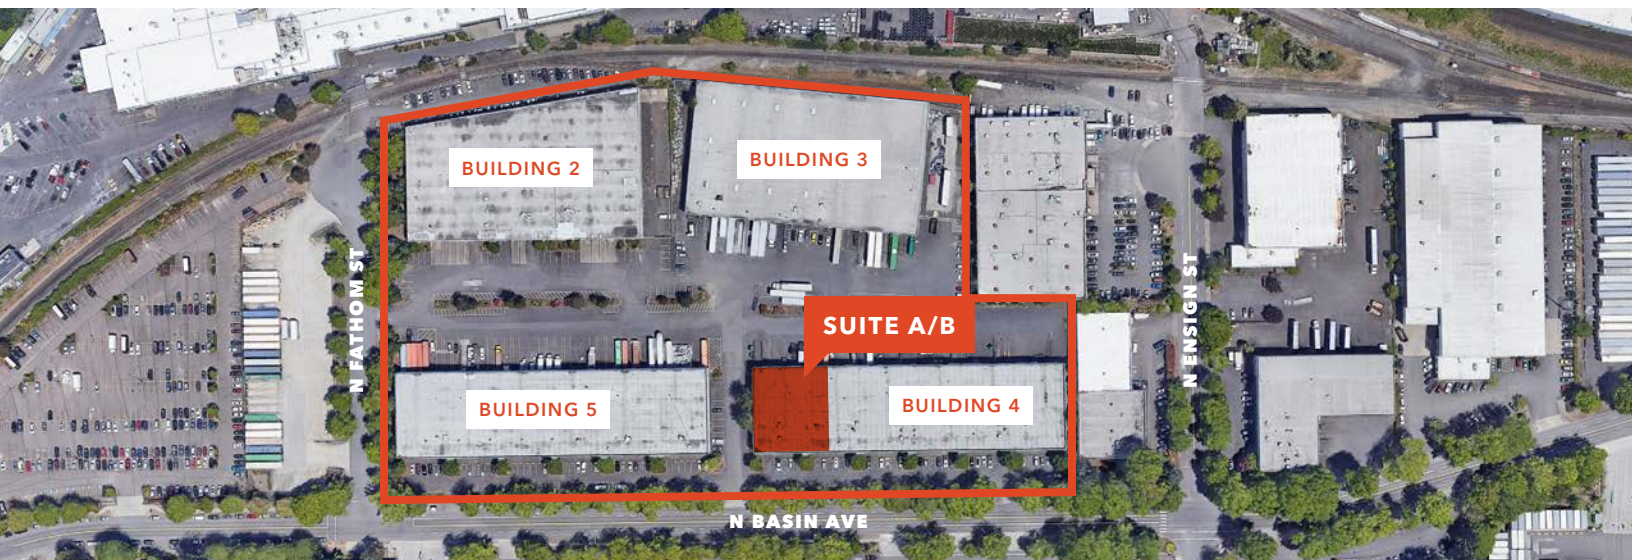 BUILDING 2
BUILDING 3
N FATHOM ST
N ENSIGN ST
SUITE A/B
BUILDING 5
BUILDING 4
N BASIN AVE